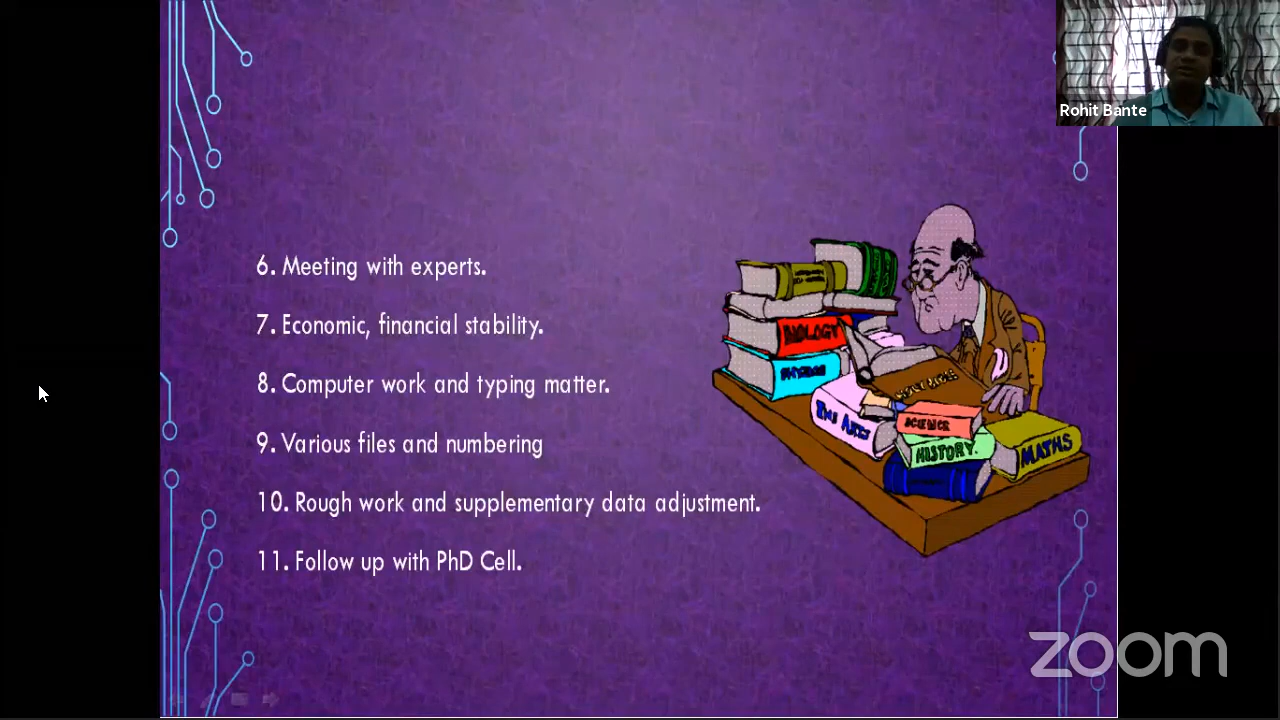 Rohit Bante
6. Meeting with experts.
7. Economic, financial stability.
8. Computer work and typing matter.
9. Various files and numbering
10. Rough work and supplementary data adjustment.
11. Follow up with PhD Cell.
BIOLOGY
THE ARTS
SCIENCE
HISTORY.
MATHS
zoom